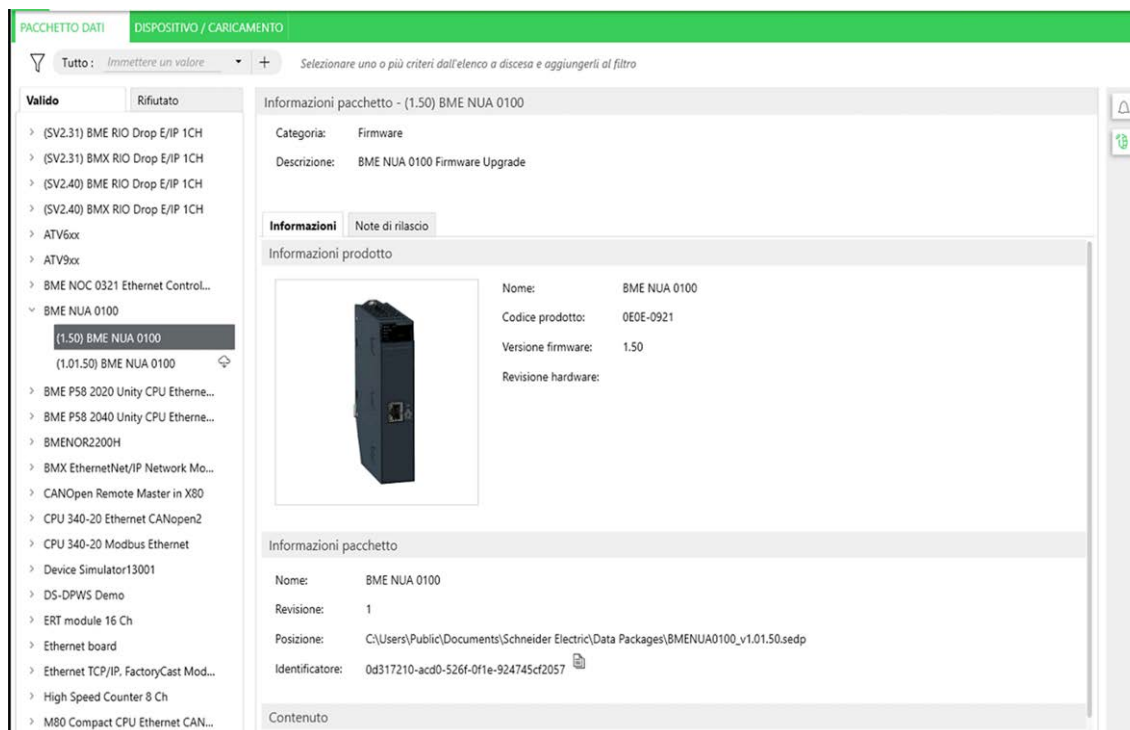 PACCHETTO DATI DISPOSITIVO / CARICAMENTO
Tutto : Immettere un valore + Selezionare uno o più criteri dall'elenco a discesa e aggiungerli al filtro
Valido Rifiutato
(SV2.31) BME RIO Drop E/IP 1CH
(SV2.31) BMX RIO Drop E/IP 1CH
(SV2.40) BME RIO Drop E/IP 1CH
(SV2.40) BMX RIO Drop E/IP 1CH
ATV6xx
ATV9xx
BME NOC 0321 Ethernet Control...
BME NUA 0100
(1.50) BME NUA 0100
(1.01.50) BME NUA 0100
BME P58 2020 Unity CPU Etherne...
BME P58 2040 Unity CPU Etherne...
BMENOR2200H
BMX EthernetNet/IP Network Mo...
CANOpen Remote Master in X80
CPU 340-20 Ethernet CANopen2
CPU 340-20 Modbus Ethernet
Device Simulator13001
DS-DPWS Demo
ERT module 16 Ch
Ethernet board
Ethernet TCP/IP, FactoryCast Mod...
High Speed Counter 8 Ch
M80 Compact CPU Ethernet CAN...
Informazioni pacchetto - (1.50) BME NUA 0100
Categoria: Firmware
Descrizione: BME NUA 0100 Firmware Upgrade
Informazioni Note di rilascio
Informazioni prodotto
Nome: BME NUA 0100
Codice prodotto: 0E0E-0921
Versione firmware: 1.50
Revisione hardware:
Informazioni pacchetto
Nome: BME NUA 0100
Revisione: 1
Posizione: C:\Users\Public\Documents\Schneider Electric\Data Packages\BMENUA0100_v1.01.50.sedp
Identificatore: 0d317210-acd0-526f-0f1e-924745cf2057
Contenuto